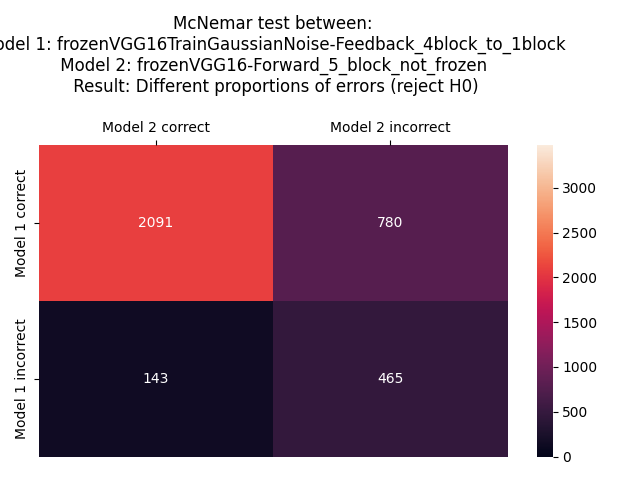 McNemar test between:
odel 1: frozenVGG16TrainGaussianNoise-Feedback_4block_to_1block
Model 2: frozenVGG16-Forward_5_block_not_frozen
Result: Different proportions of errors (reject H0)
Model 2 correct
Model 2 incorrect
Model 1 correct
2091
780
Model 1 incorrect
143
465
3000
2500
2000
1500
1000
500
0